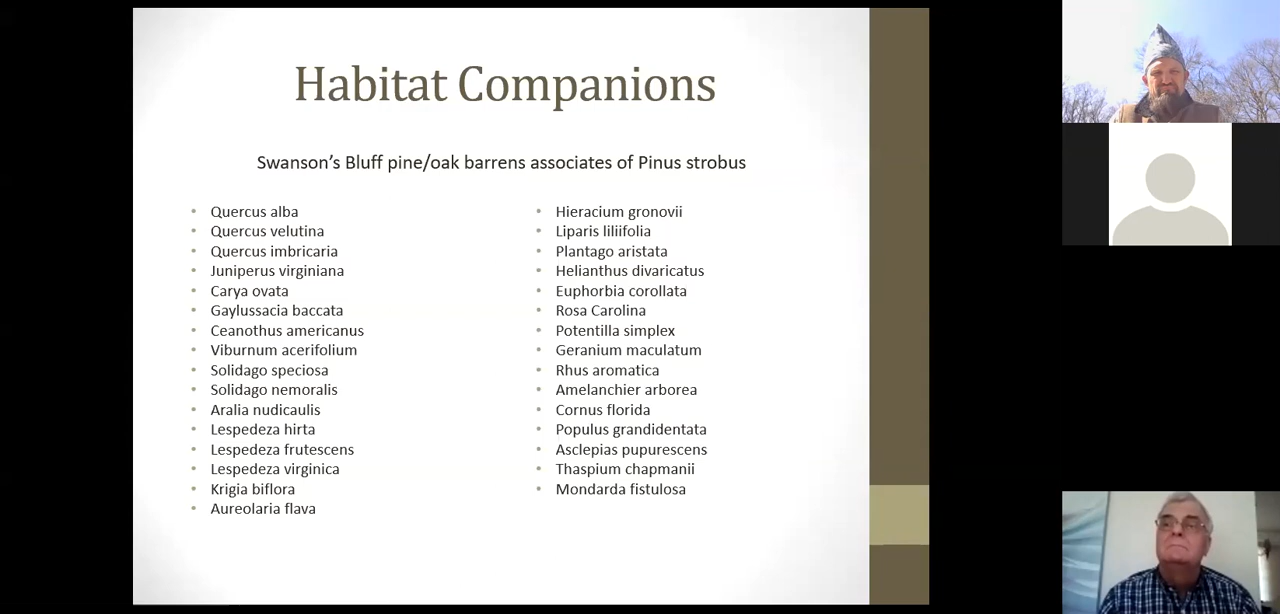 Habitat Companions
Swanson's Bluff pine/oak barrens associates of Pinus strobus
Quercus alba
Quercus velutina
Quercus imbricaria
Juniperus virginiana
Carya ovata
Gaylussacia baccata
Ceanothus americanus
Viburnum acerifolium
Solidago speciosa
Solidago nemoralis
Aralia nudicaulis
Lespedeza hirta
Lespedeza frutescens
Lespedeza virginica
Krigia biflora
Aureolaria flava
Hieracium gronovii
Liparis liliifolia
Plantago aristata
Helianthus divaricatus
Euphorbia corollata
Rosa Carolina
Potentilla simplex
Geranium maculatum
Rhus aromatica
Amelanchier arborea
Cornus florida
Populus grandidentata
Asclepias pupurescens
Thaspium chapmanii
Mondarda fistulosa